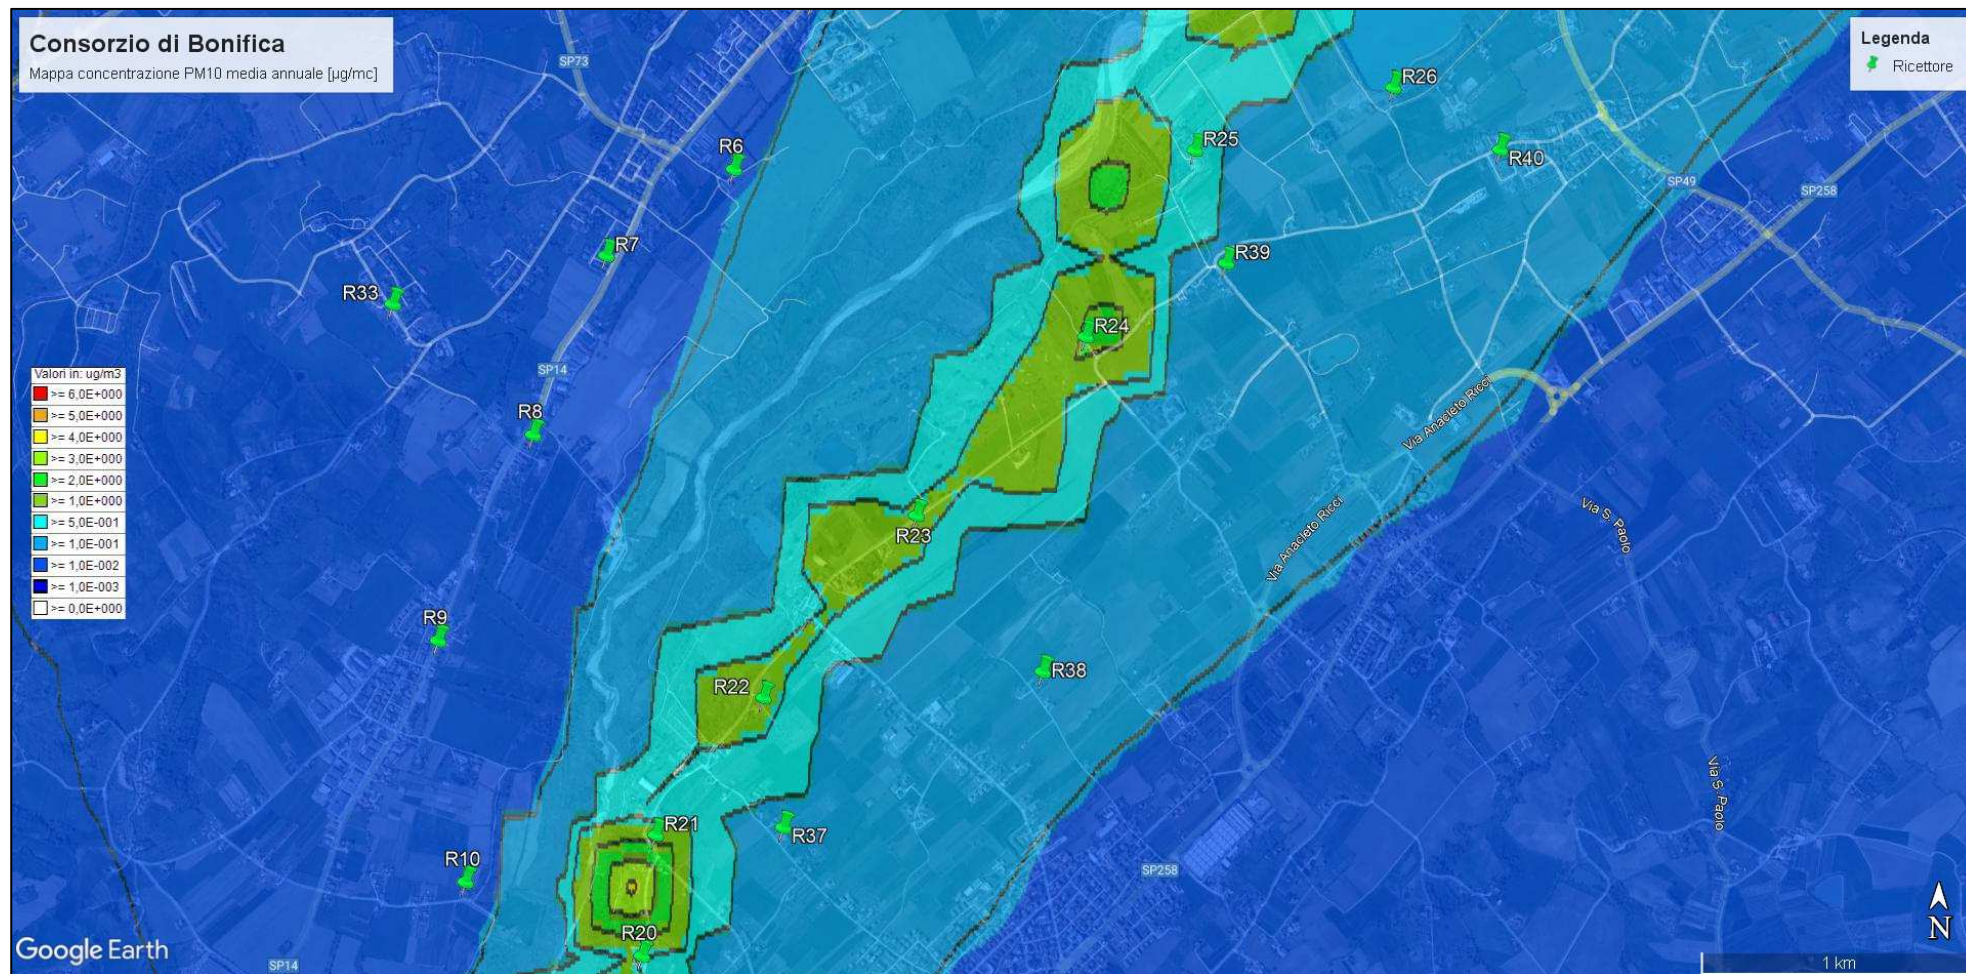 Consorzio di Bonifica
Mappa concentrazione PM10 media annuale [µg/mc]
Legenda
Ricettore
SP73
R26
R6
R25
R40
SP49
SP258
R7
R39
R33
R24
SP14
Valori in: ug/m3
>= 6,0E+000
>= 5,0E+000
>= 4,0E+000
>= 3,0E+000
>= 2,0E+000
>= 1,0E+000
>= 5,0E-001
>= 1,0E-001
>= 1,0E-002
>= 1,0E-003
>= 0,0E+000
Via Anacleto Ricci
R8
Via S. Paolo
R23
Via Anacleto Ricci
R9
R38
R22
Via S. Paolo
R21
R37
R10
SP258
R20
Google Earth
SP14
N
1 km